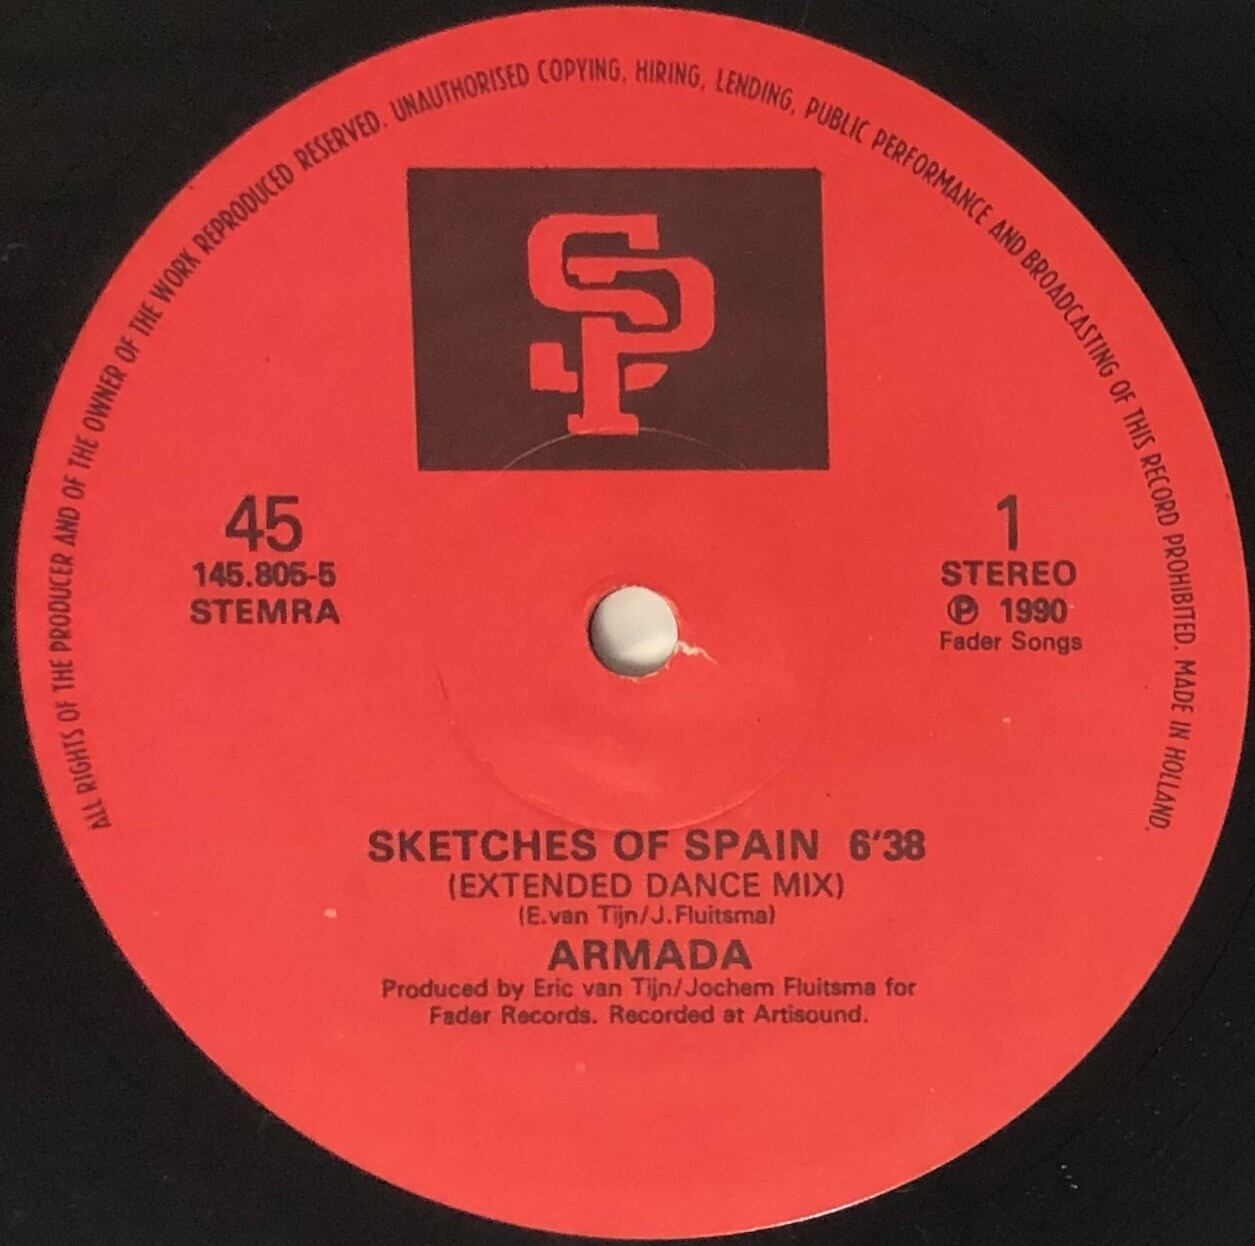 ALL RIGHTS OF THE PRODUCER AND OF THE OWNER OF THE WORK REPRODUCED RESERVED. UNAUTHORISED COPYING, HIRING, LENDING, PUBLIC PERFORMANCE AND BROADCASTING OF THIS RECORD PROHIBITED. MADE IN HOLLAND.
SP
45
145.805-5
STEMRA
1
STEREO
℗ 1990
Fader Songs
SKETCHES OF SPAIN 6'38
(EXTENDED DANCE MIX)
(E.van Tijn/J.Fluitsma)
ARMADA
Produced by Eric van Tijn/Jochem Fluitsma for
Fader Records. Recorded at Artisound.